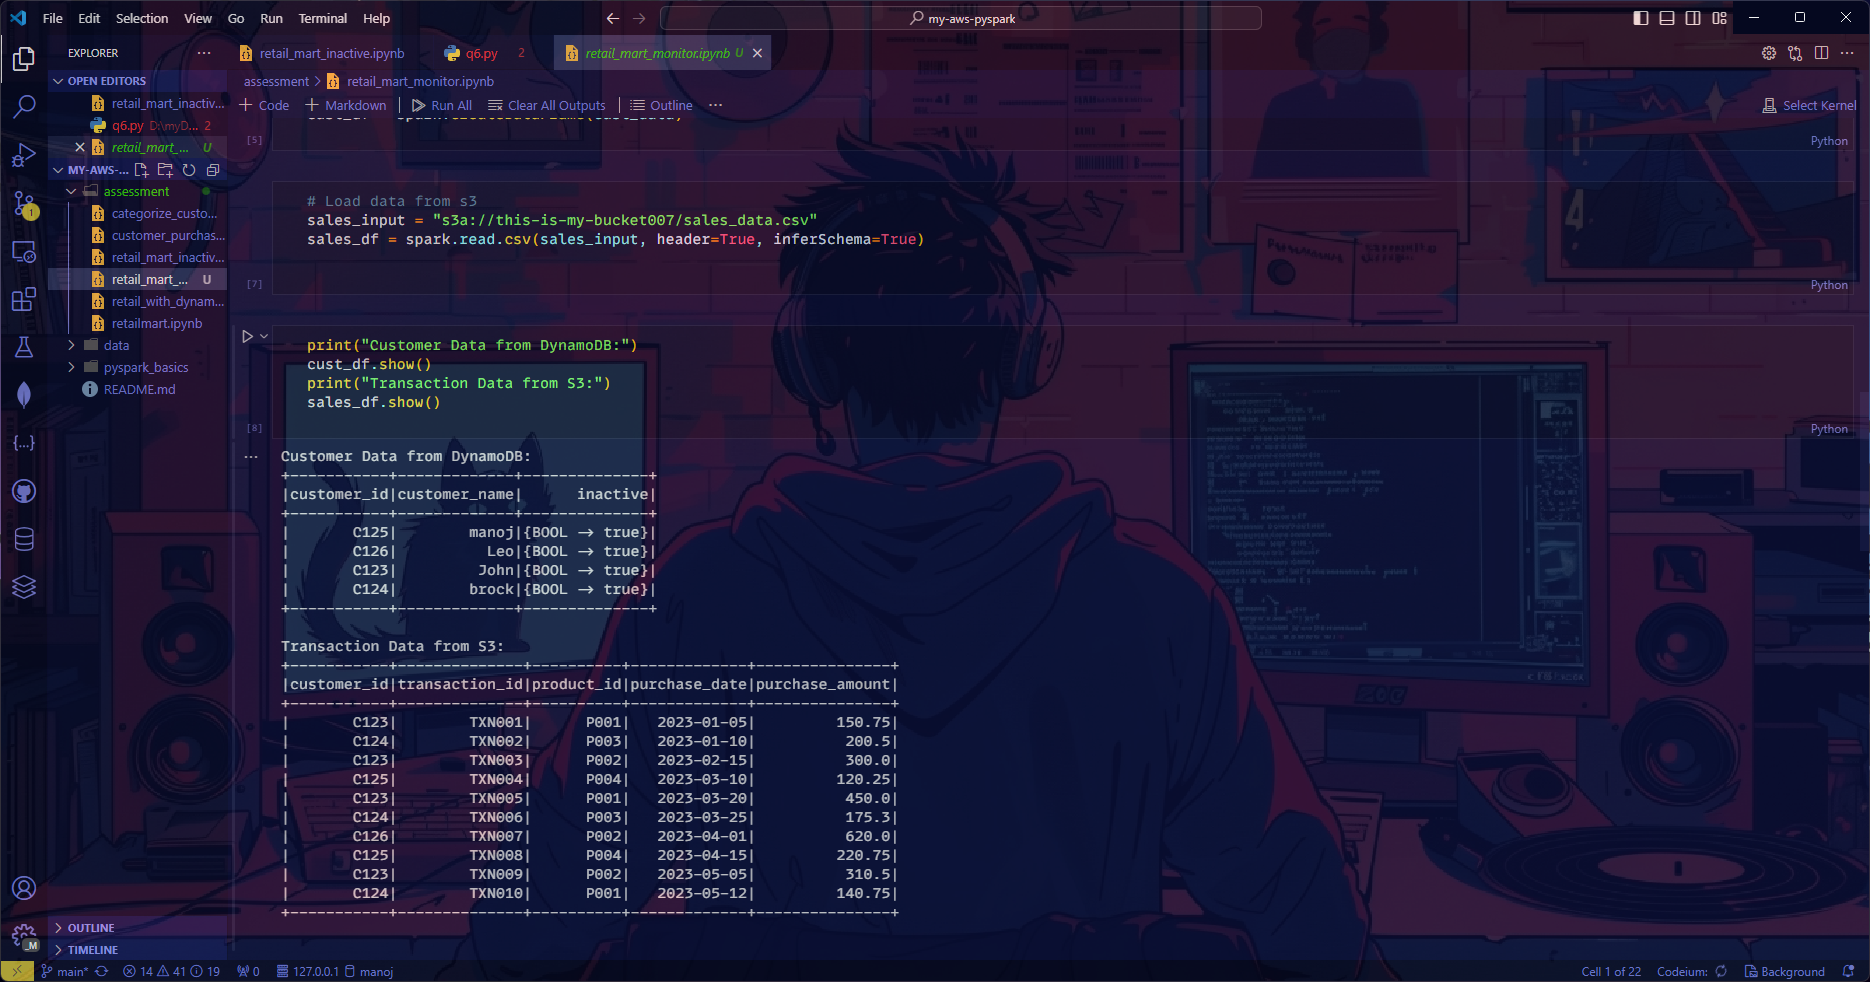 File Edit Selection View Go Run Terminal Help
my-aws-pyspark
EXPLORER
retail_mart_inactive.ipynb
q6.py 2
retail_mart_monitor.ipynb U
OPEN EDITORS
retail_mart_inactiv...
q6.py D:\myD... 2
retail_mart_... U
MY-AWS-...
assessment
categorize_custo...
customer_purchas...
retail_mart_inactiv...
retail_mart_... U
retail_with_dynam...
retailmart.ipynb
data
pyspark_basics
README.md
OUTLINE
TIMELINE
assessment > retail_mart_monitor.ipynb
+ Code + Markdown Run All Clear All Outputs Outline ...
Select Kernel
[5]
Python
# Load data from s3
sales_input = "s3a://this-is-my-bucket007/sales_data.csv"
sales_df = spark.read.csv(sales_input, header=True, inferSchema=True)
[7]
Python
print("Customer Data from DynamoDB:")
cust_df.show()
print("Transaction Data from S3:")
sales_df.show()
[8]
Python
Customer Data from DynamoDB:
+-----------+-------------+--------------+
|customer_id|customer_name|      inactive|
+-----------+-------------+--------------+
|       C125|        manoj|{BOOL -> true}|
|       C126|          Leo|{BOOL -> true}|
|       C123|         John|{BOOL -> true}|
|       C124|        brock|{BOOL -> true}|
+-----------+-------------+--------------+
Transaction Data from S3:
+-----------+--------------+----------+-------------+---------------+
|customer_id|transaction_id|product_id|purchase_date|purchase_amount|
+-----------+--------------+----------+-------------+---------------+
|       C123|        TXN001|      P001|   2023-01-05|         150.75|
|       C124|        TXN002|      P003|   2023-01-10|          200.5|
|       C123|        TXN003|      P002|   2023-02-15|          300.0|
|       C125|        TXN004|      P004|   2023-03-10|         120.25|
|       C123|        TXN005|      P001|   2023-03-20|          450.0|
|       C124|        TXN006|      P003|   2023-03-25|          175.3|
|       C126|        TXN007|      P002|   2023-04-01|          620.0|
|       C125|        TXN008|      P004|   2023-04-15|         220.75|
|       C123|        TXN009|      P002|   2023-05-05|          310.5|
|       C124|        TXN010|      P001|   2023-05-12|         140.75|
+-----------+--------------+----------+-------------+---------------+
main* 14 41 19 0 127.0.0.1 manoj
Cell 1 of 22 Codeium: Background